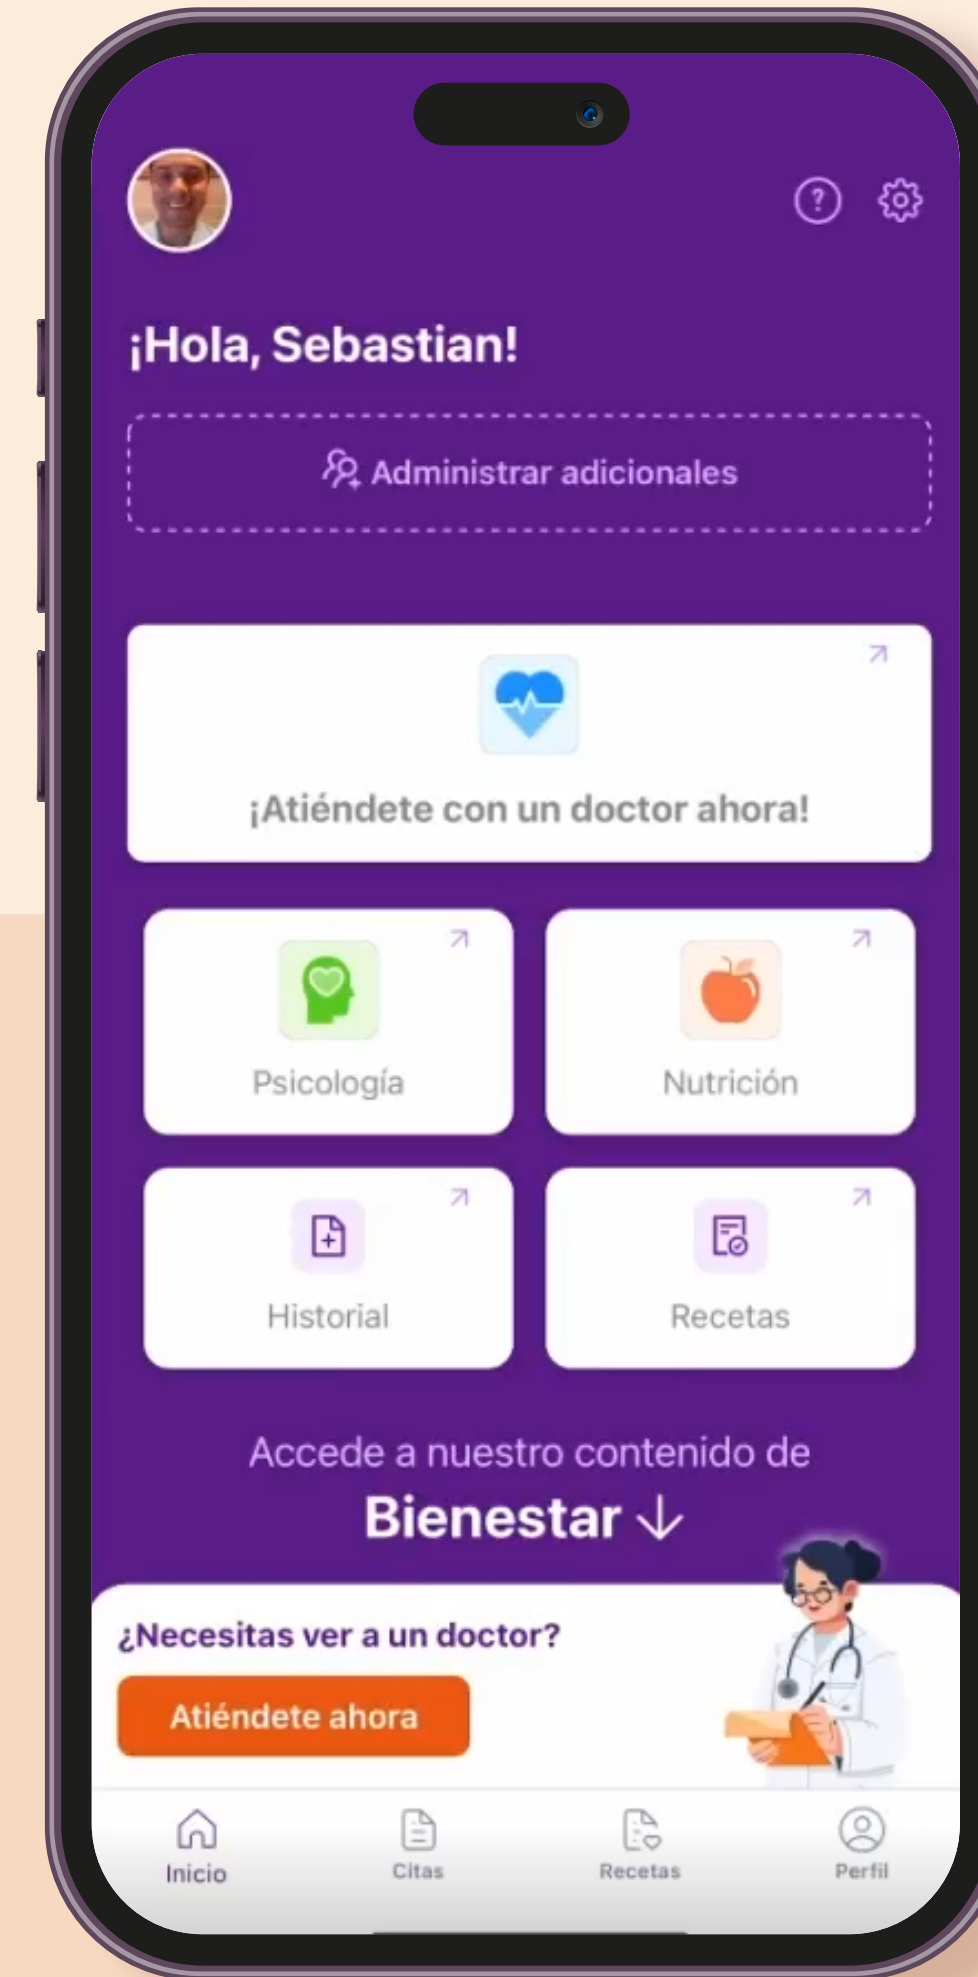 ¡Hola, Sebastian!
Administrar adicionales
¡Atiéndete con un doctor ahora!
Psicología
Nutrición
Historial
Recetas
Accede a nuestro contenido de
Bienestar ↓
¿Necesitas ver a un doctor?
Atiéndete ahora
Inicio
Citas
Recetas
Perfil